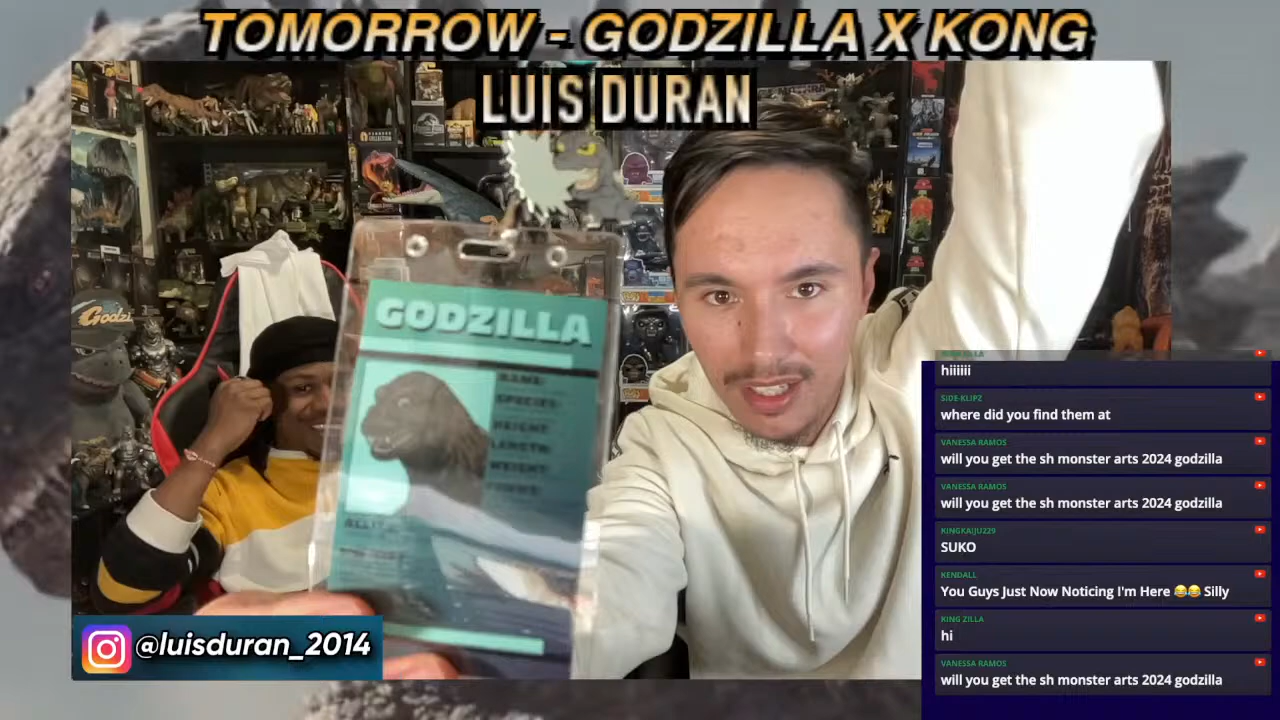 TOMORROW - GODZILLA X KONG
LUIS DURAN
Godzi
GODZILLA
NAME:
SPECIES:
HEIGHT:
LENGTH:
WEIGHT:
@luisduran_2014
hiiiiii
SIDE-KLIPZ
where did you find them at
VANESSA RAMOS
will you get the sh monster arts 2024 godzilla
VANESSA RAMOS
will you get the sh monster arts 2024 godzilla
KINGKAIJU229
SUKO
KENDALL
You Guys Just Now Noticing I'm Here 😂😂 Silly
KING ZILLA
hi
VANESSA RAMOS
will you get the sh monster arts 2024 godzilla